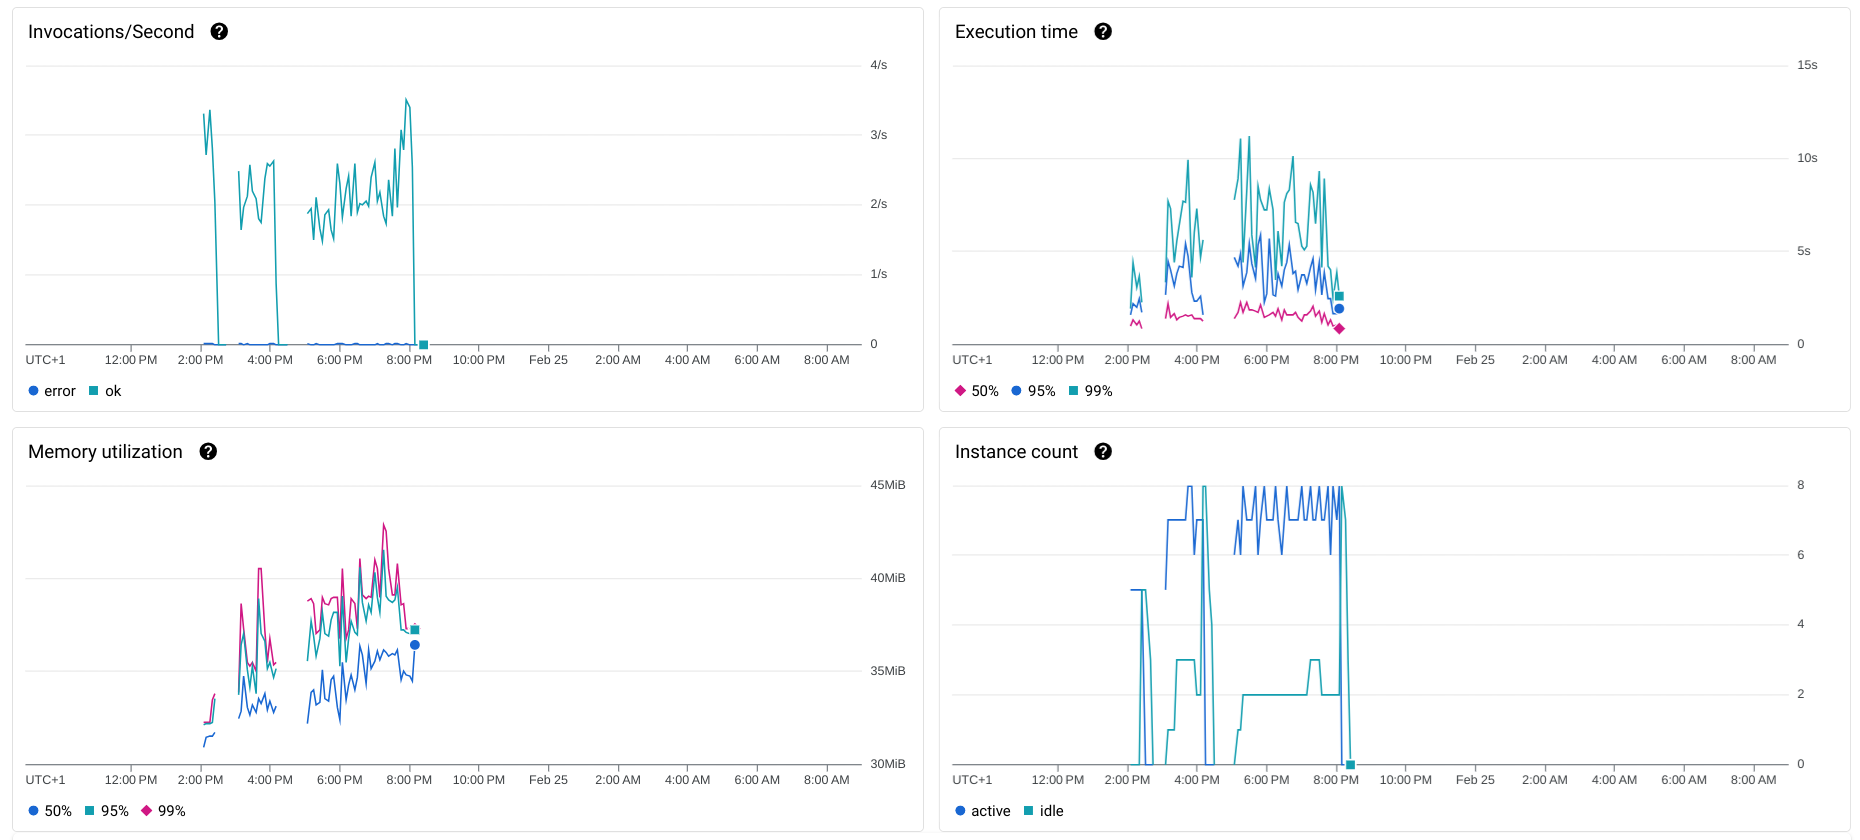 Invocations/Second
4/s
3/s
2/s
1/s
0
UTC+1 12:00 PM 2:00 PM 4:00 PM 6:00 PM 8:00 PM 10:00 PM Feb 25 2:00 AM 4:00 AM 6:00 AM 8:00 AM
error ok
Execution time
15s
10s
5s
0
UTC+1 12:00 PM 2:00 PM 4:00 PM 6:00 PM 8:00 PM 10:00 PM Feb 25 2:00 AM 4:00 AM 6:00 AM 8:00 AM
50% 95% 99%
Memory utilization
45MiB
40MiB
35MiB
30MiB
UTC+1 12:00 PM 2:00 PM 4:00 PM 6:00 PM 8:00 PM 10:00 PM Feb 25 2:00 AM 4:00 AM 6:00 AM 8:00 AM
50% 95% 99%
Instance count
8
6
4
2
0
UTC+1 12:00 PM 2:00 PM 4:00 PM 6:00 PM 8:00 PM 10:00 PM Feb 25 2:00 AM 4:00 AM 6:00 AM 8:00 AM
active idle